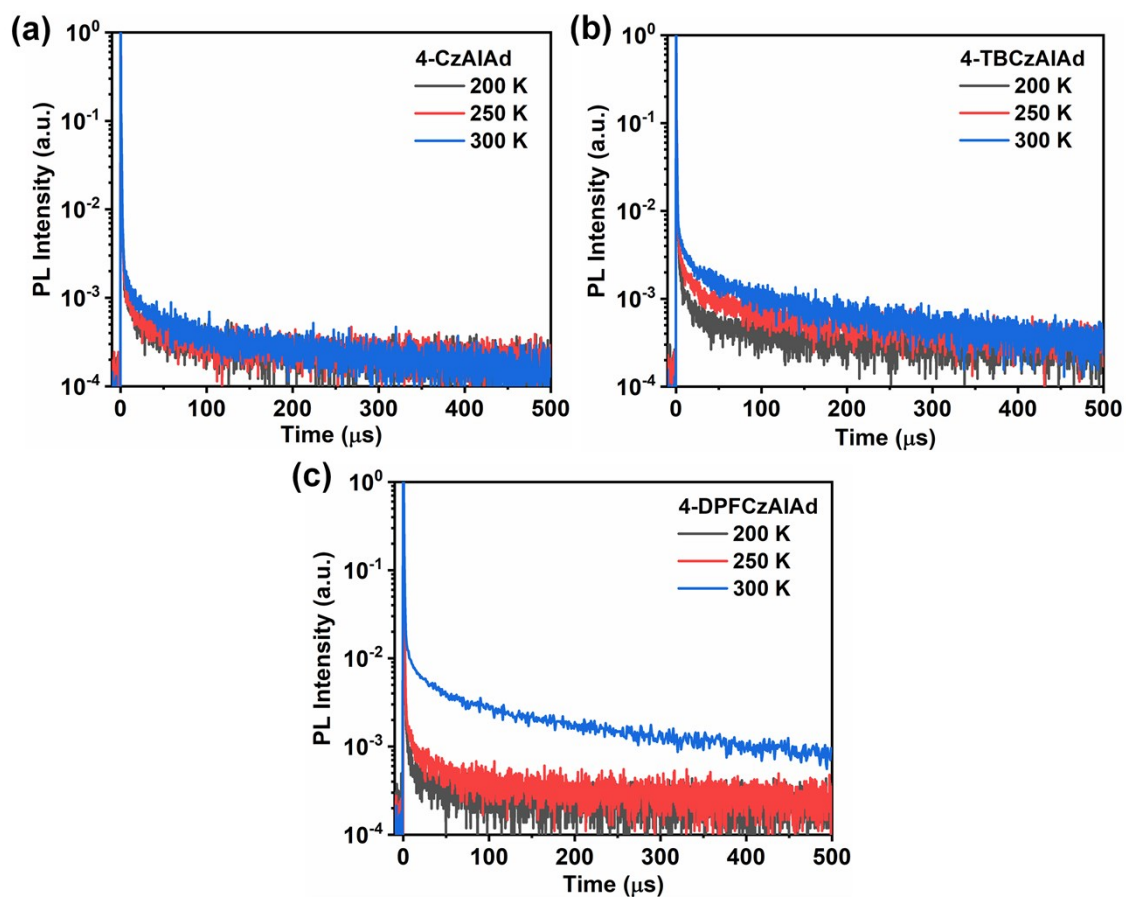 (a)
4-CzAIAd
200 K
250 K
300 K
PL Intensity (a.u.)
10⁰
10⁻¹
10⁻²
10⁻³
10⁻⁴
0 100 200 300 400 500
Time (μs)
(b)
4-TBCzAIAd
200 K
250 K
300 K
PL Intensity (a.u.)
10⁰
10⁻¹
10⁻²
10⁻³
10⁻⁴
0 100 200 300 400 500
Time (μs)
(c)
4-DPFCzAIAd
200 K
250 K
300 K
PL Intensity (a.u.)
10⁰
10⁻¹
10⁻²
10⁻³
10⁻⁴
0 100 200 300 400 500
Time (μs)